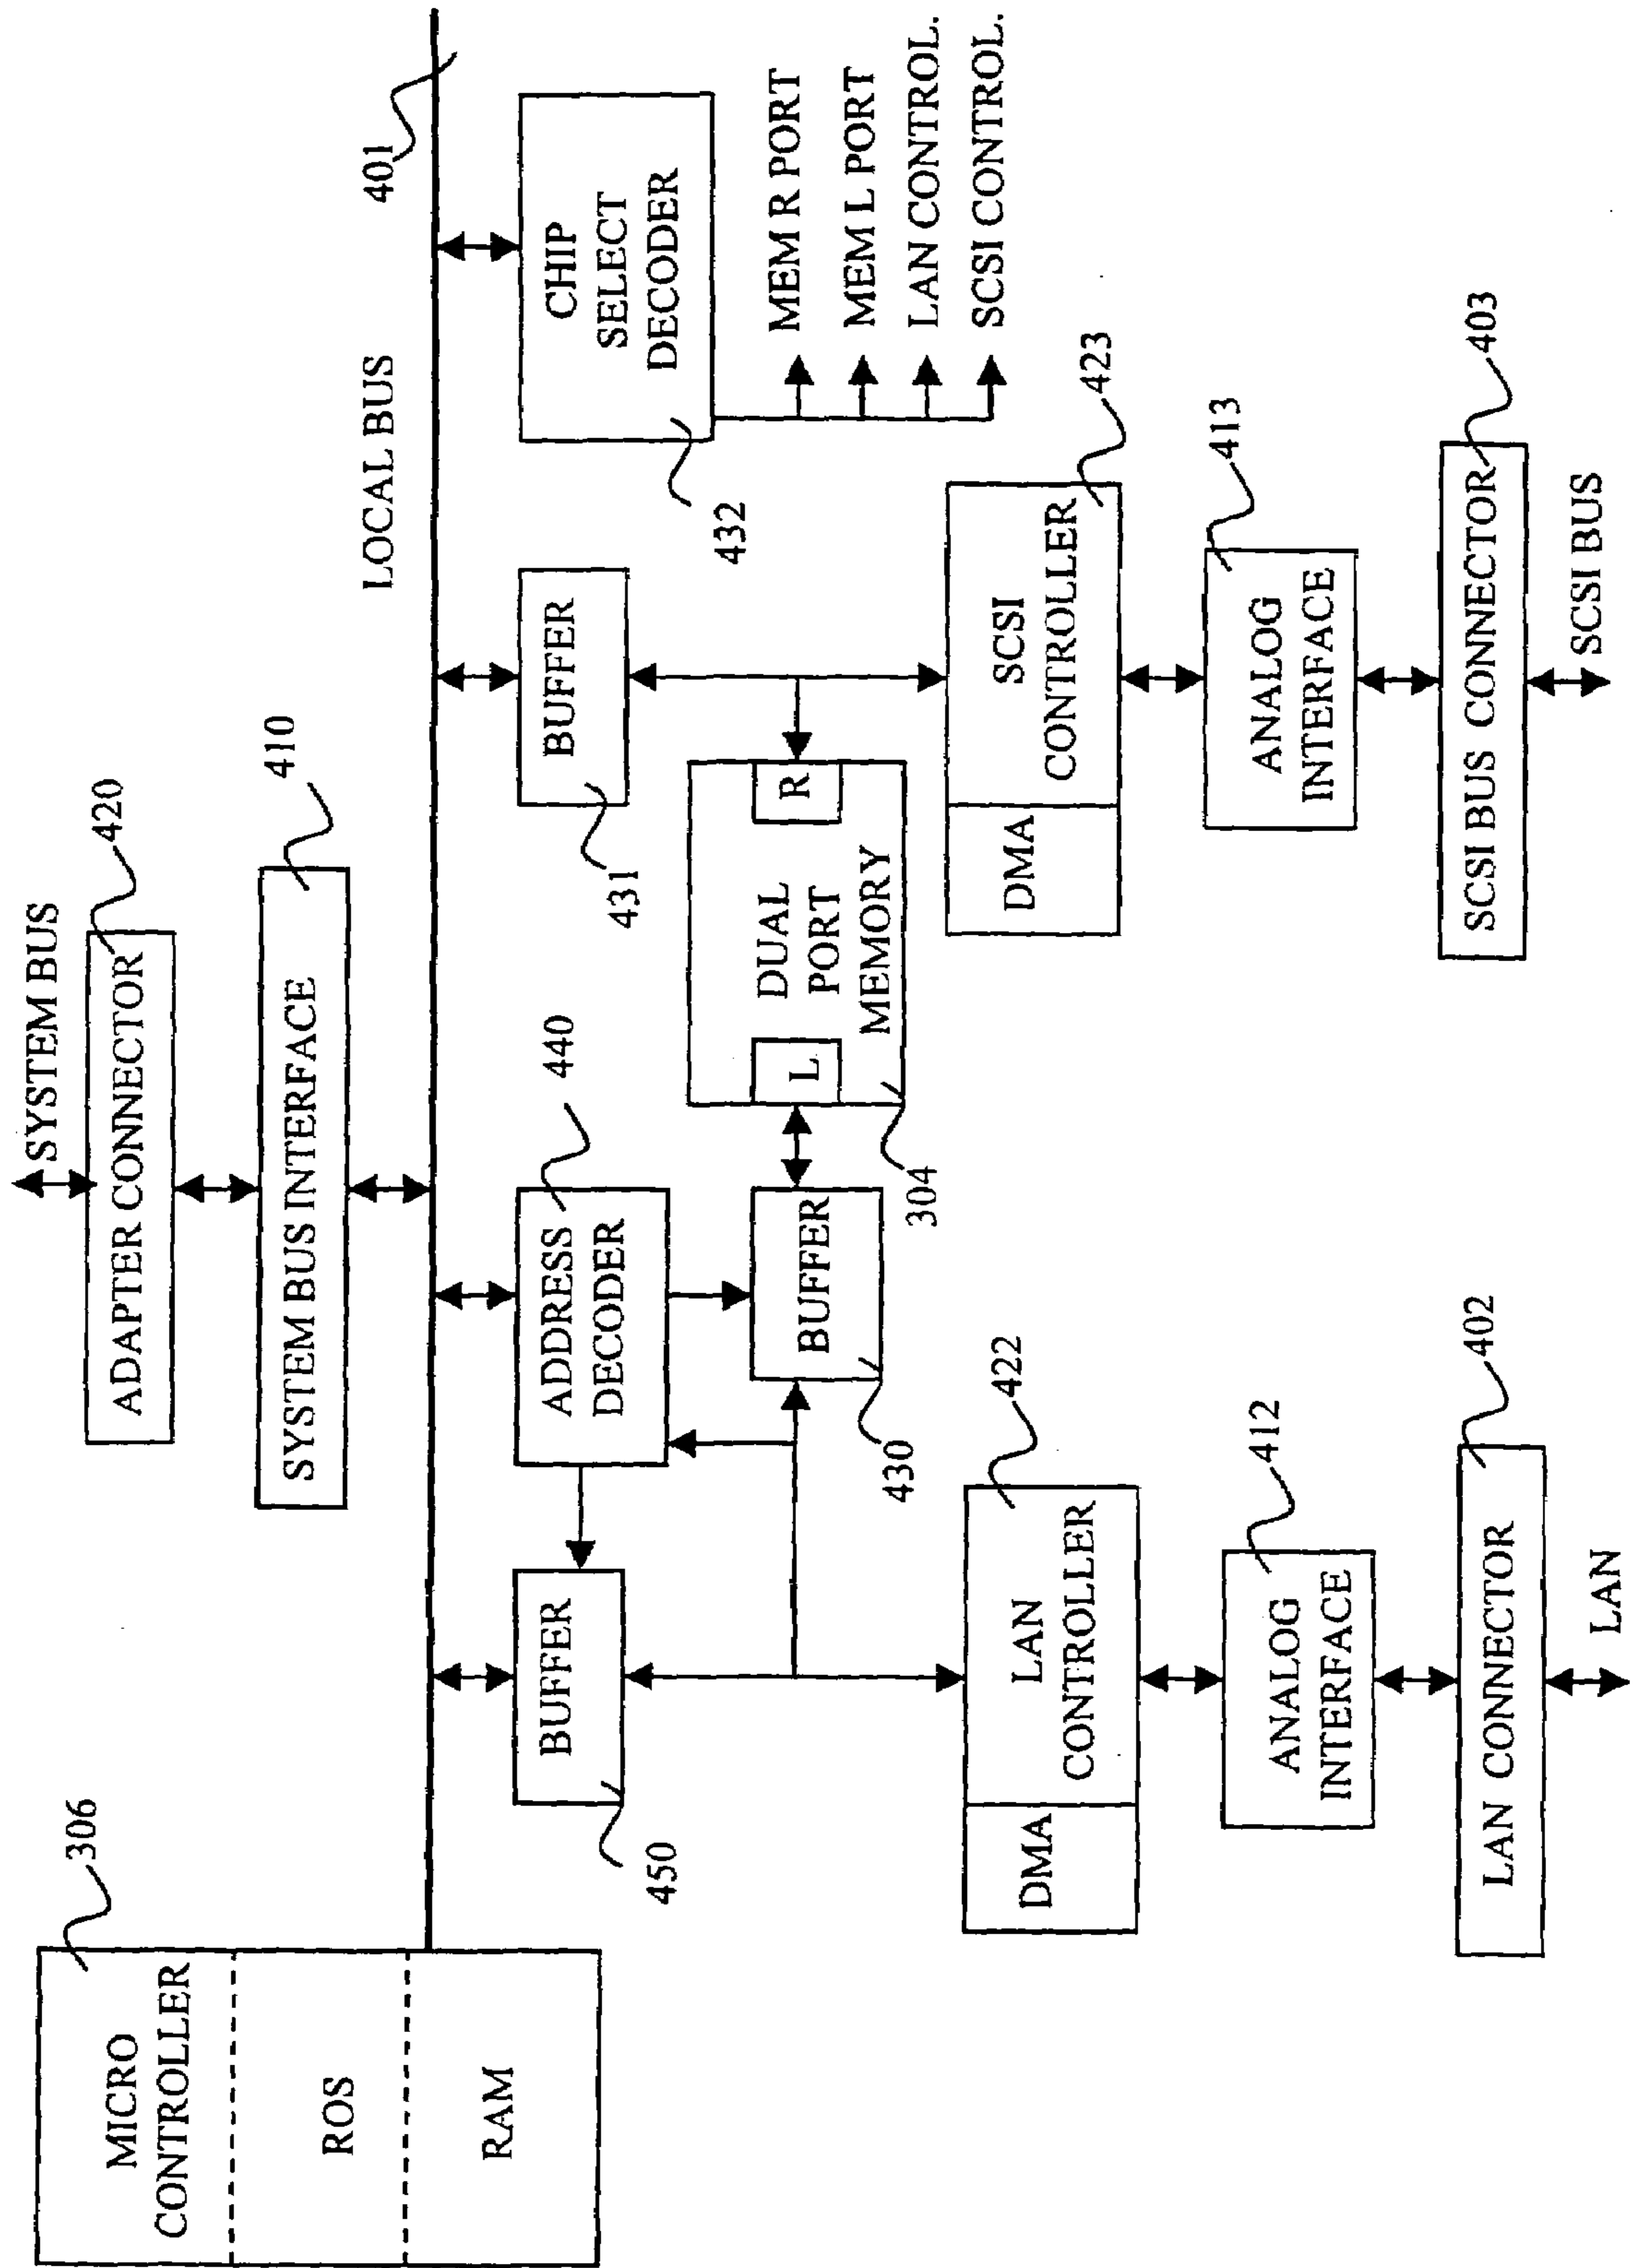 SYSTEM BUS
420
ADAPTER CONNECTOR
410
SYSTEM BUS INTERFACE
306
MICRO
CONTROLLER
ROS
RAM
LOCAL BUS
401
BUFFER
450
ADDRESS
DECODER
440
BUFFER
431
CHIP
SELECT
DECODER
432
MEM R PORT
MEM L PORT
LAN CONTROL.
SCSI CONTROL.
BUFFER
430
L
DUAL
PORT
MEMORY
R
304
DMA
LAN
CONTROLLER
422
DMA
SCSI
CONTROLLER
423
ANALOG
INTERFACE
412
ANALOG
INTERFACE
413
LAN CONNECTOR
402
LAN
SCSI BUS CONNECTOR
403
SCSI BUS